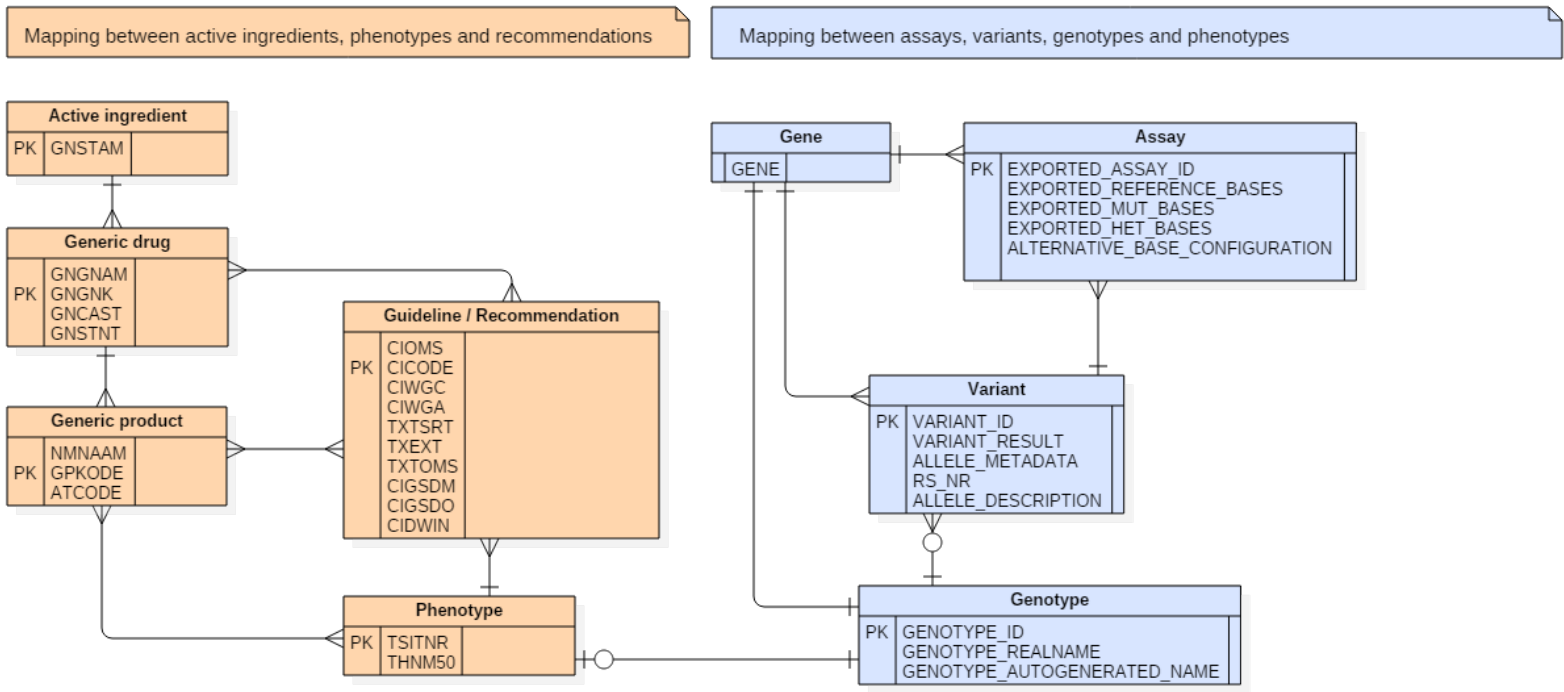 Mapping between active ingredients, phenotypes and recommendations
Mapping between assays, variants, genotypes and phenotypes
Active ingredient
PK GNSTAM
Generic drug
GNGNAM
PK GNGNK
GNCAST
GNSTNT
Generic product
NMNAAM
PK GPKODE
ATCODE
Guideline / Recommendation
CIOMS
PK CICODE
CIWGC
CIWGA
TXTSRT
TXEXT
TXTOMS
CIGSDM
CIGSDO
CIDWIN
Phenotype
PK TSITNR
THNM50
Gene
GENE
Assay
PK EXPORTED_ASSAY_ID
EXPORTED_REFERENCE_BASES
EXPORTED_MUT_BASES
EXPORTED_HET_BASES
ALTERNATIVE_BASE_CONFIGURATION
Variant
PK VARIANT_ID
VARIANT_RESULT
ALLELE_METADATA
RS_NR
ALLELE_DESCRIPTION
Genotype
PK GENOTYPE_ID
GENOTYPE_REALNAME
GENOTYPE_AUTOGENERATED_NAME